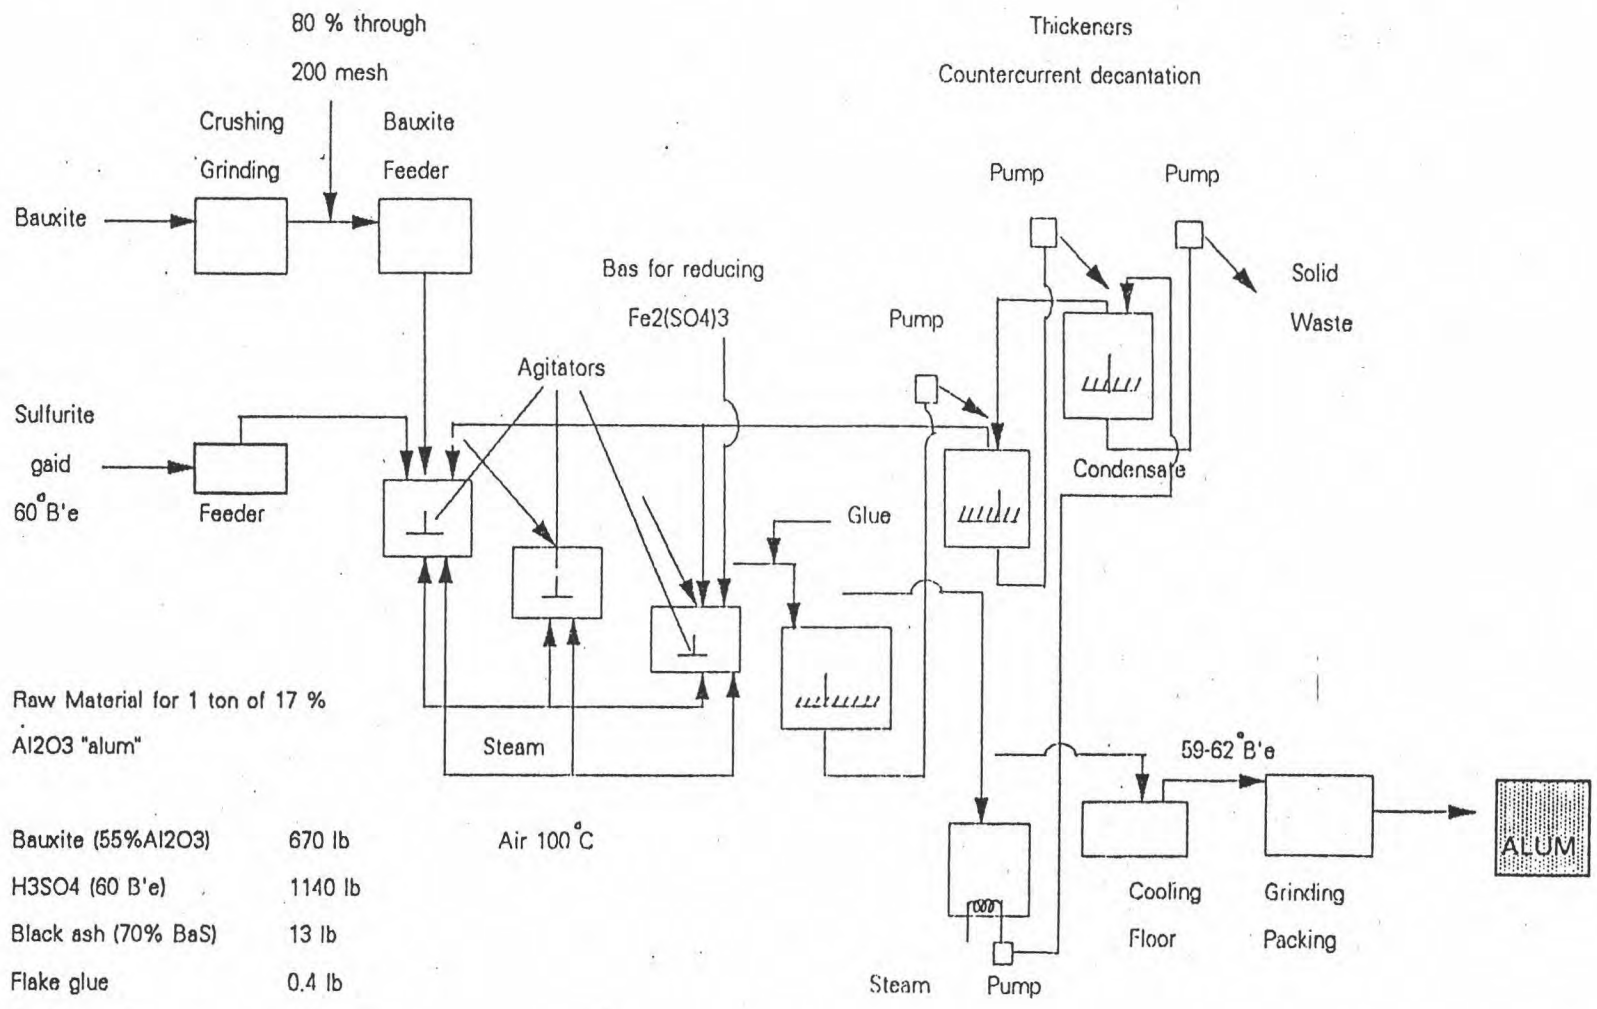 80 % through
200 mesh
Thickeners
Countercurrent decantation
Crushing
Grinding
Bauxite
Feeder
Pump
Pump
Bauxite
Bas for reducing
Fe2(SO4)3
Solid
Waste
Pump
Agitators
Sulfurite
gaid
60°B'e
Feeder
Condensate
Glue
Raw Material for 1 ton of 17 %
Al2O3 "alum"
Steam
59-62°B'e
Bauxite (55%Al2O3) 670 lb
Air 100°C
ALUM
H3SO4 (60 B'e) 1140 lb
Cooling
Floor
Grinding
Packing
Black ash (70% BaS) 13 lb
Flake glue 0.4 lb
Steam
Pump